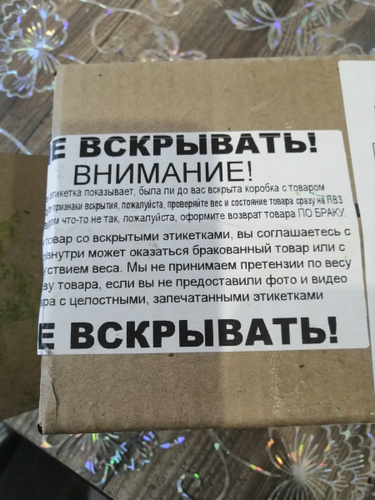 Е ВСКРЫВАТЬ!
ВНИМАНИЕ!
этикетка показывает, была ли до вас вскрыта коробка с товаром
признаки вскрытия, пожалуйста, проверяйте вес и состояние товара сразу на ПВЗ
что-то не так, пожалуйста, оформите возврат товара ПО БРАКУ.
товар со вскрытыми этикетками, вы соглашаетесь с
внутри может оказаться бракованный товар или с
ствием веса. Мы не принимаем претензии по весу
ву товара, если вы не предоставили фото и видео
ра с целостными, запечатанными этикетками
Е ВСКРЫВАТЬ!